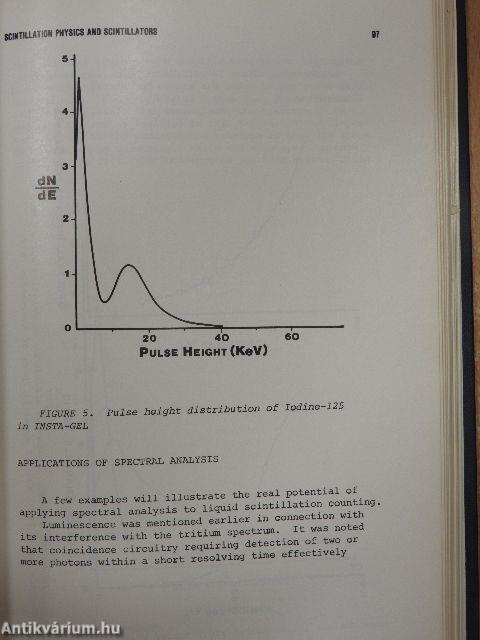 SCINTILLATION PHYSICS AND SCINTILLATORS 97
5
4
3
dN
dE
2
1
0
20 40 60
PULSE HEIGHT (KeV)
FIGURE 5. Pulse height distribution of Iodine-125
in INSTA-GEL
APPLICATIONS OF SPECTRAL ANALYSIS
A few examples will illustrate the real potential of
applying spectral analysis to liquid scintillation counting.
Luminescence was mentioned earlier in connection with
its interference with the tritium spectrum. It was noted
that coincidence circuitry requiring detection of two or
more photons within a short resolving time effectively
Antikvárium.hu